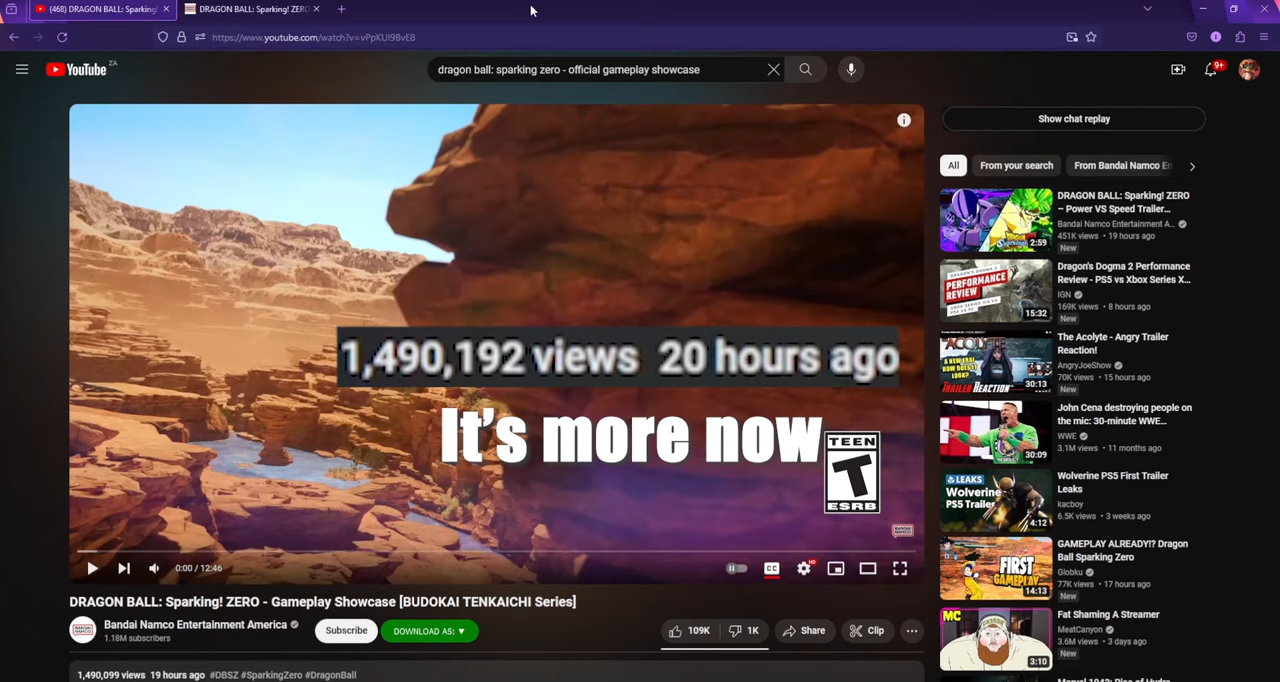 (468) DRAGON BALL: Sparking!
DRAGON BALL: Sparking! ZERO
https://www.youtube.com/watch?v=vPpKUI9BvE8
YouTube ZA
dragon ball: sparking zero - official gameplay showcase
9+
Show chat replay
All
From your search
From Bandai Namco En
1,490,192 views 20 hours ago
It's more now
TEEN
T
ESRB
0:00 / 12:46
CC
HD
DRAGON BALL: Sparking! ZERO - Gameplay Showcase [BUDOKAI TENKAICHI Series]
Bandai Namco Entertainment America
1.18M subscribers
Subscribe
DOWNLOAD AS: ▼
109K
1K
Share
Clip
1,490,099 views 19 hours ago #DBSZ #SparkingZero #DragonBall
2:59
DRAGON BALL: Sparking! ZERO
– Power VS Speed Trailer...
Bandai Namco Entertainment A...
451K views • 19 hours ago
New
PERFORMANCE
REVIEW
15:32
Dragon's Dogma 2 Performance
Review - PS5 vs Xbox Series X...
IGN
169K views • 8 hours ago
New
ACOLYTE
TRAILER REACTION
30:13
The Acolyte - Angry Trailer
Reaction!
AngryJoeShow
70K views • 15 hours ago
New
30:09
John Cena destroying people on
the mic: 30-minute WWE...
WWE
3.1M views • 11 months ago
LEAKS
Wolverine
PS5 Trailer
4:12
Wolverine PS5 First Trailer
Leaks
kacboy
6.5K views • 3 weeks ago
FIRST
GAMEPLAY
14:13
GAMEPLAY ALREADY!? Dragon
Ball Sparking Zero
Globku
77K views • 17 hours ago
New
MC
3:10
Fat Shaming A Streamer
MeatCanyon
3.6M views • 3 days ago
New